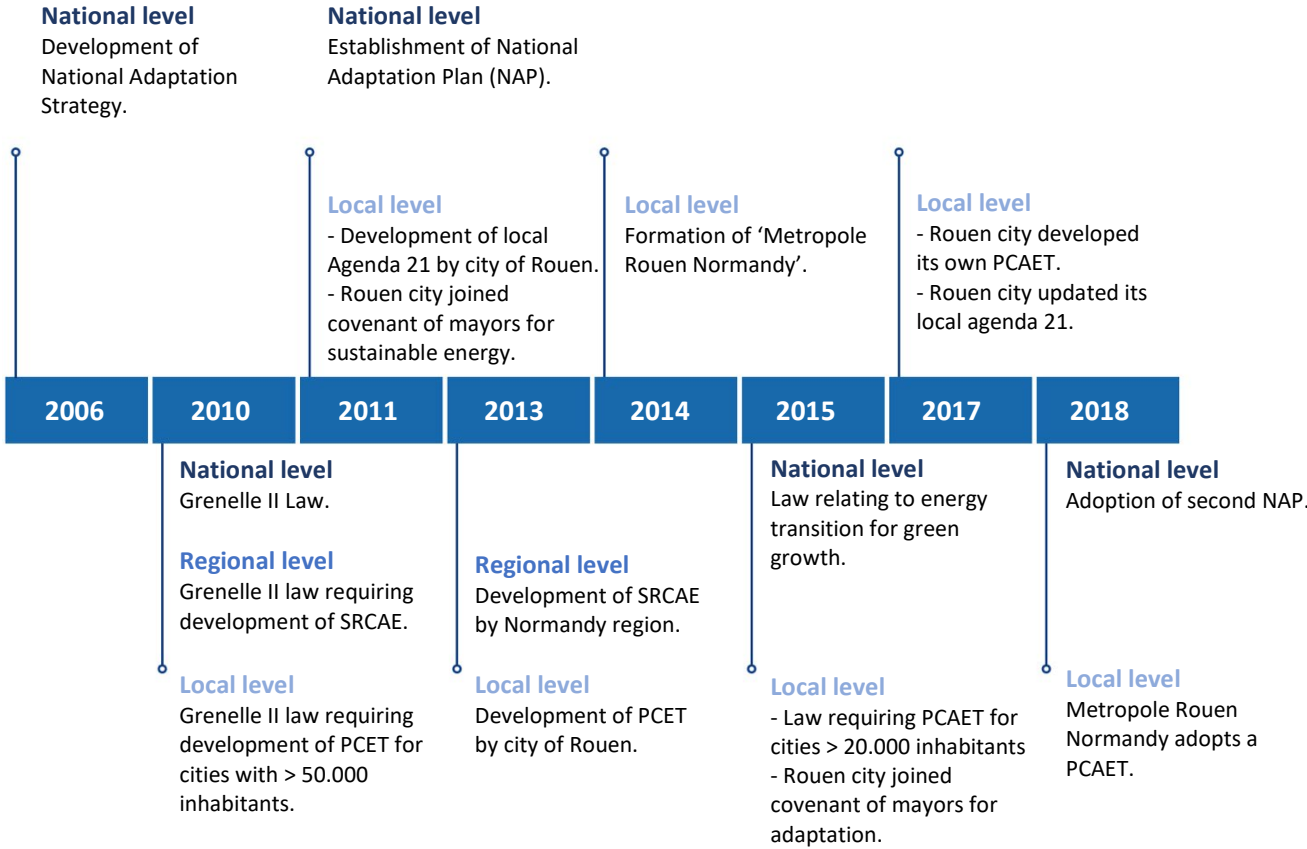 National level
Development of
National Adaptation
Strategy.
National level
Establishment of National
Adaptation Plan (NAP).
Local level
- Development of local
Agenda 21 by city of Rouen.
- Rouen city joined
covenant of mayors for
sustainable energy.
Local level
Formation of ‘Metropole
Rouen Normandy’.
Local level
- Rouen city developed
its own PCAET.
- Rouen city updated its
local agenda 21.
2006
2010
2011
2013
2014
2015
2017
2018
National level
Grenelle II Law.
Regional level
Grenelle II law requiring
development of SRCAE.
Local level
Grenelle II law requiring
development of PCET for
cities with > 50.000
inhabitants.
Regional level
Development of SRCAE
by Normandy region.
Local level
Development of PCET
by city of Rouen.
National level
Law relating to energy
transition for green
growth.
Local level
- Law requiring PCAET for
cities > 20.000 inhabitants
- Rouen city joined
covenant of mayors for
adaptation.
National level
Adoption of second NAP.
Local level
Metropole Rouen
Normandy adopts a
PCAET.